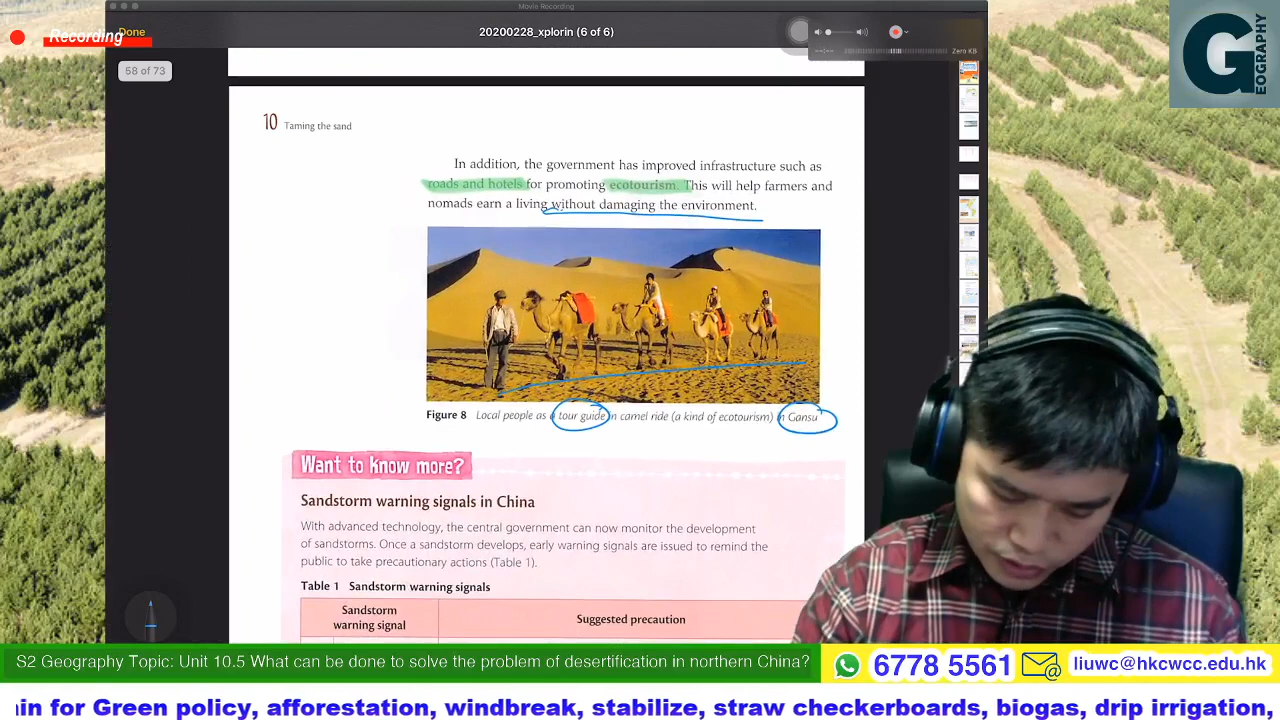 Movie Recording
Recording
Done
20200228_xplorin (6 of 6)
Zero KB
GEOGRAPHY
58 of 73
10 Taming the sand
In addition, the government has improved infrastructure such as
roads and hotels for promoting ecotourism. This will help farmers and
nomads earn a living without damaging the environment.
Figure 8 Local people as a tour guide in camel ride (a kind of ecotourism) in Gansu
Want to know more?
Sandstorm warning signals in China
With advanced technology, the central government can now monitor the development
of sandstorms. Once a sandstorm develops, early warning signals are issued to remind the
public to take precautionary actions (Table 1).
Table 1 Sandstorm warning signals
Sandstorm
warning signal
Suggested precaution
S2 Geography Topic: Unit 10.5 What can be done to solve the problem of desertification in northern China?
6778 5561
liuwc@hkcwcc.edu.hk
for Green policy, afforestation, windbreak, stabilize, straw checkerboards, biogas, drip irrigation,